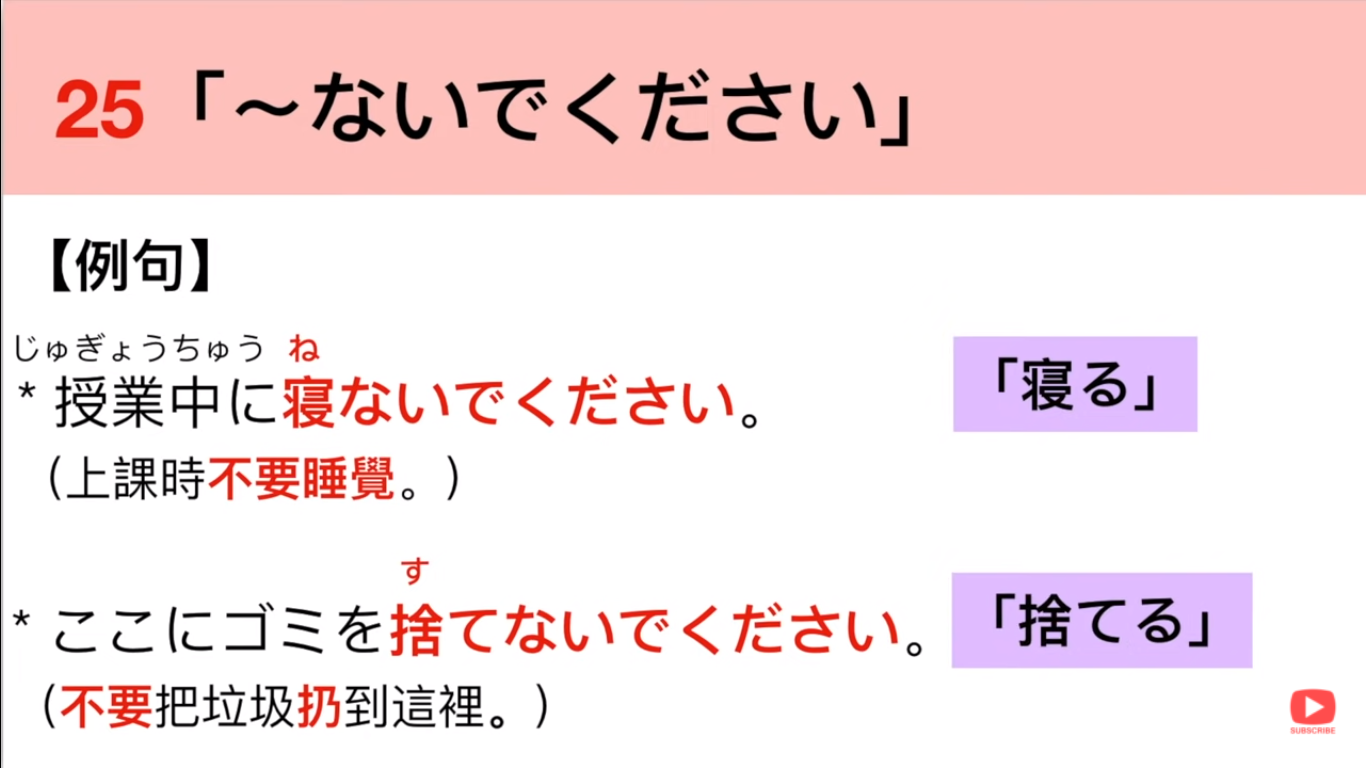 25「～ないでください」
【例句】
じゅぎょうちゅう ね
* 授業中に寝ないでください。
「寝る」
（上課時不要睡覺。）
す
* ここにゴミを捨てないでください。
「捨てる」
（不要把垃圾扔到這裡。）
SUBSCRIBE